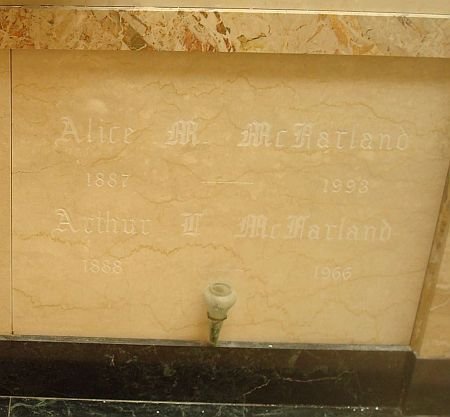 Alice M. McFarland
1887 — 1993
Arthur L McFarland
1888 1966